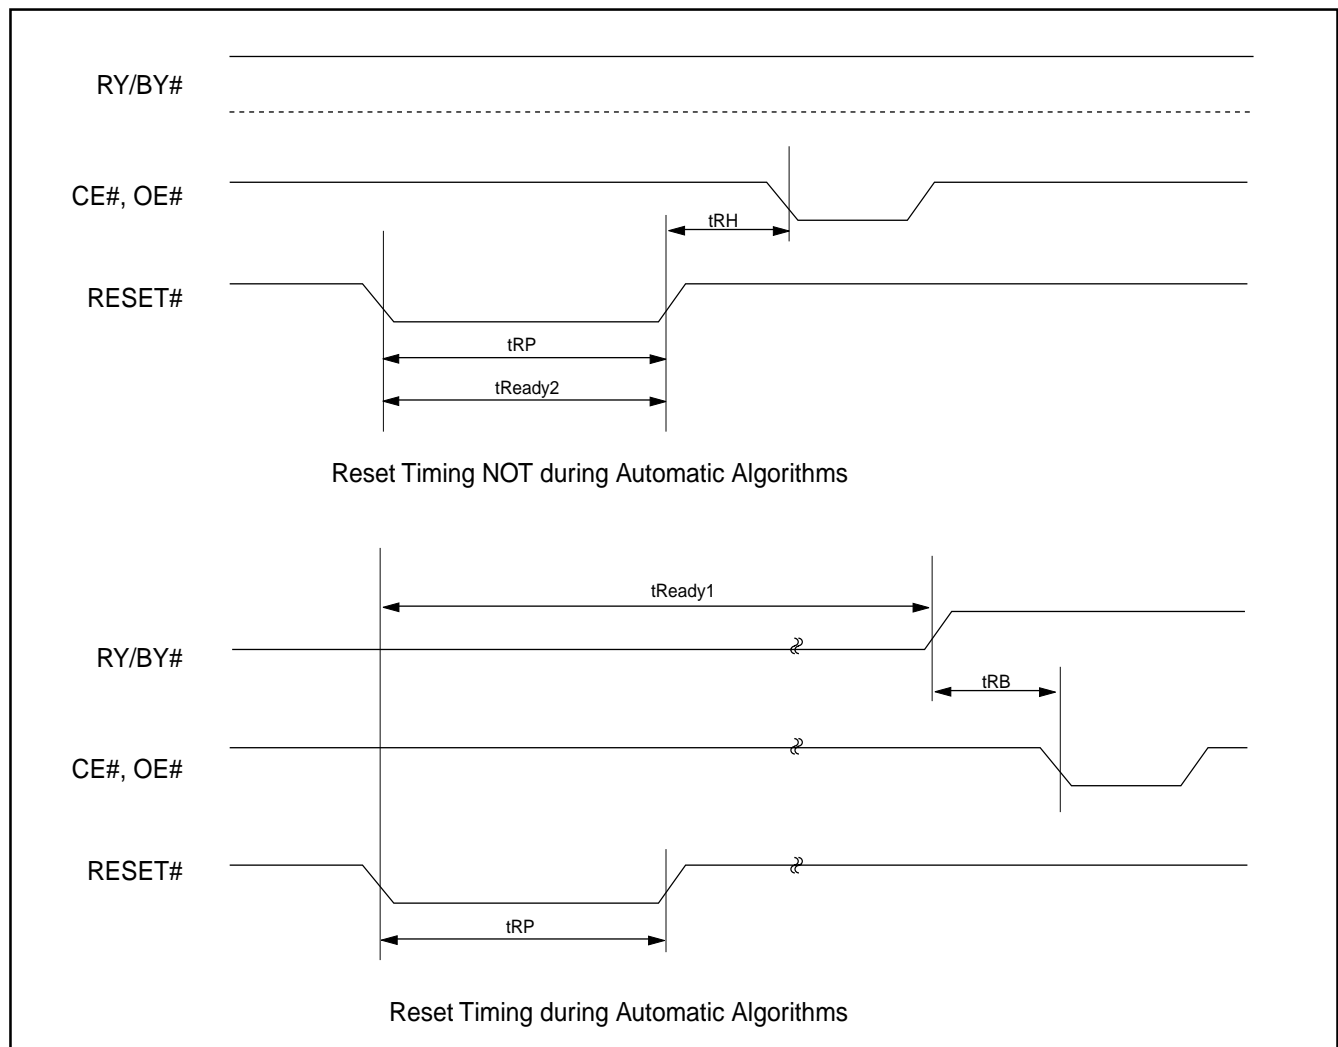 RY/BY#
CE#, OE#
tRH
RESET#
tRP
tReady2
Reset Timing NOT during Automatic Algorithms
tReady1
RY/BY#
tRB
CE#, OE#
RESET#
tRP
Reset Timing during Automatic Algorithms